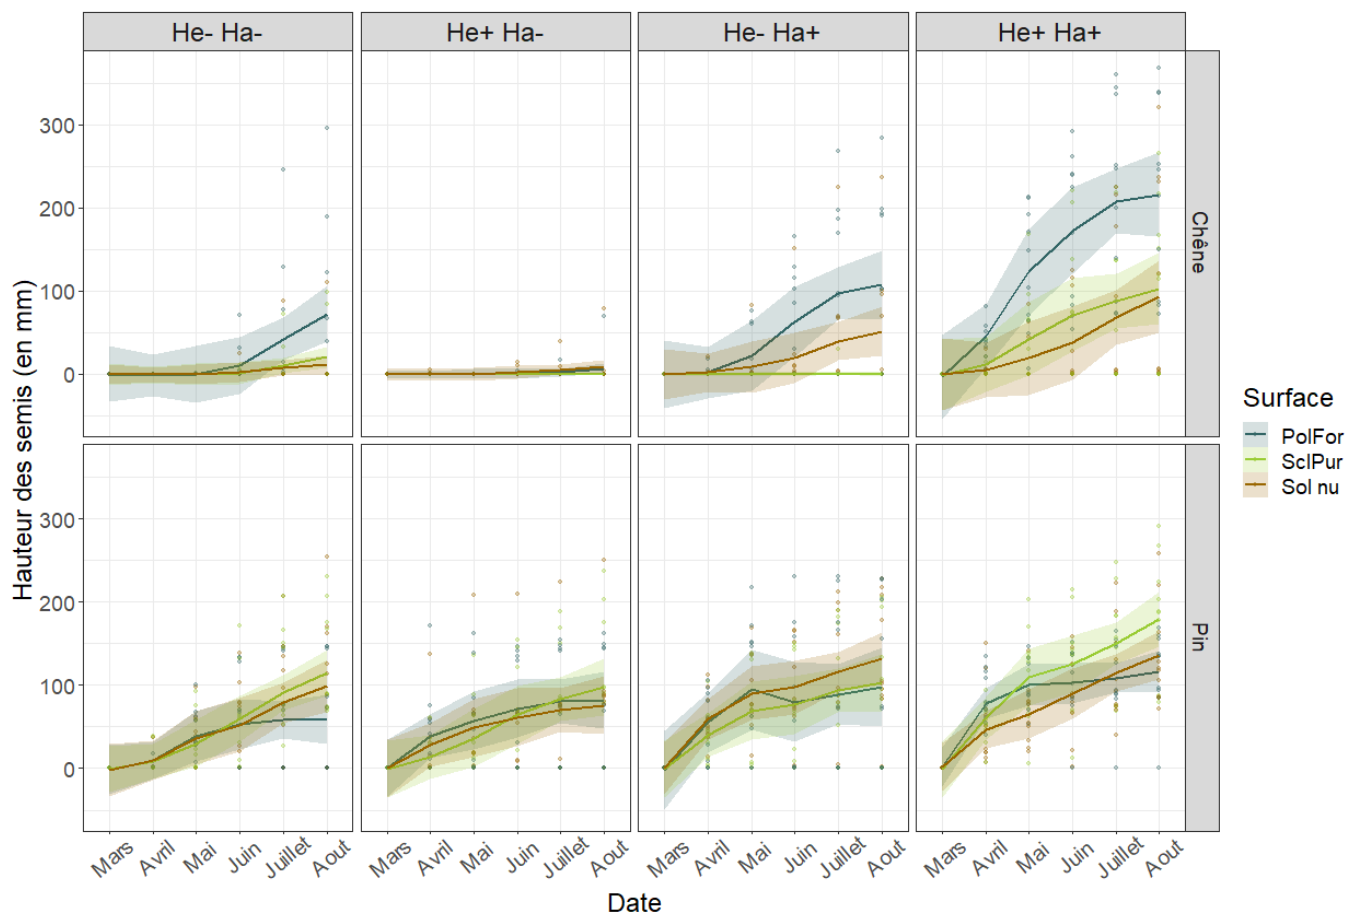 He- Ha-
He+ Ha-
He- Ha+
He+ Ha+
Hauteur des semis (en mm)
300
200
100
0
Chêne
300
200
100
0
Pin
Mars
Avril
Mai
Juin
Juillet
Aout
Mars
Avril
Mai
Juin
Juillet
Aout
Mars
Avril
Mai
Juin
Juillet
Aout
Mars
Avril
Mai
Juin
Juillet
Aout
Date
Surface
PolFor
SclPur
Sol nu